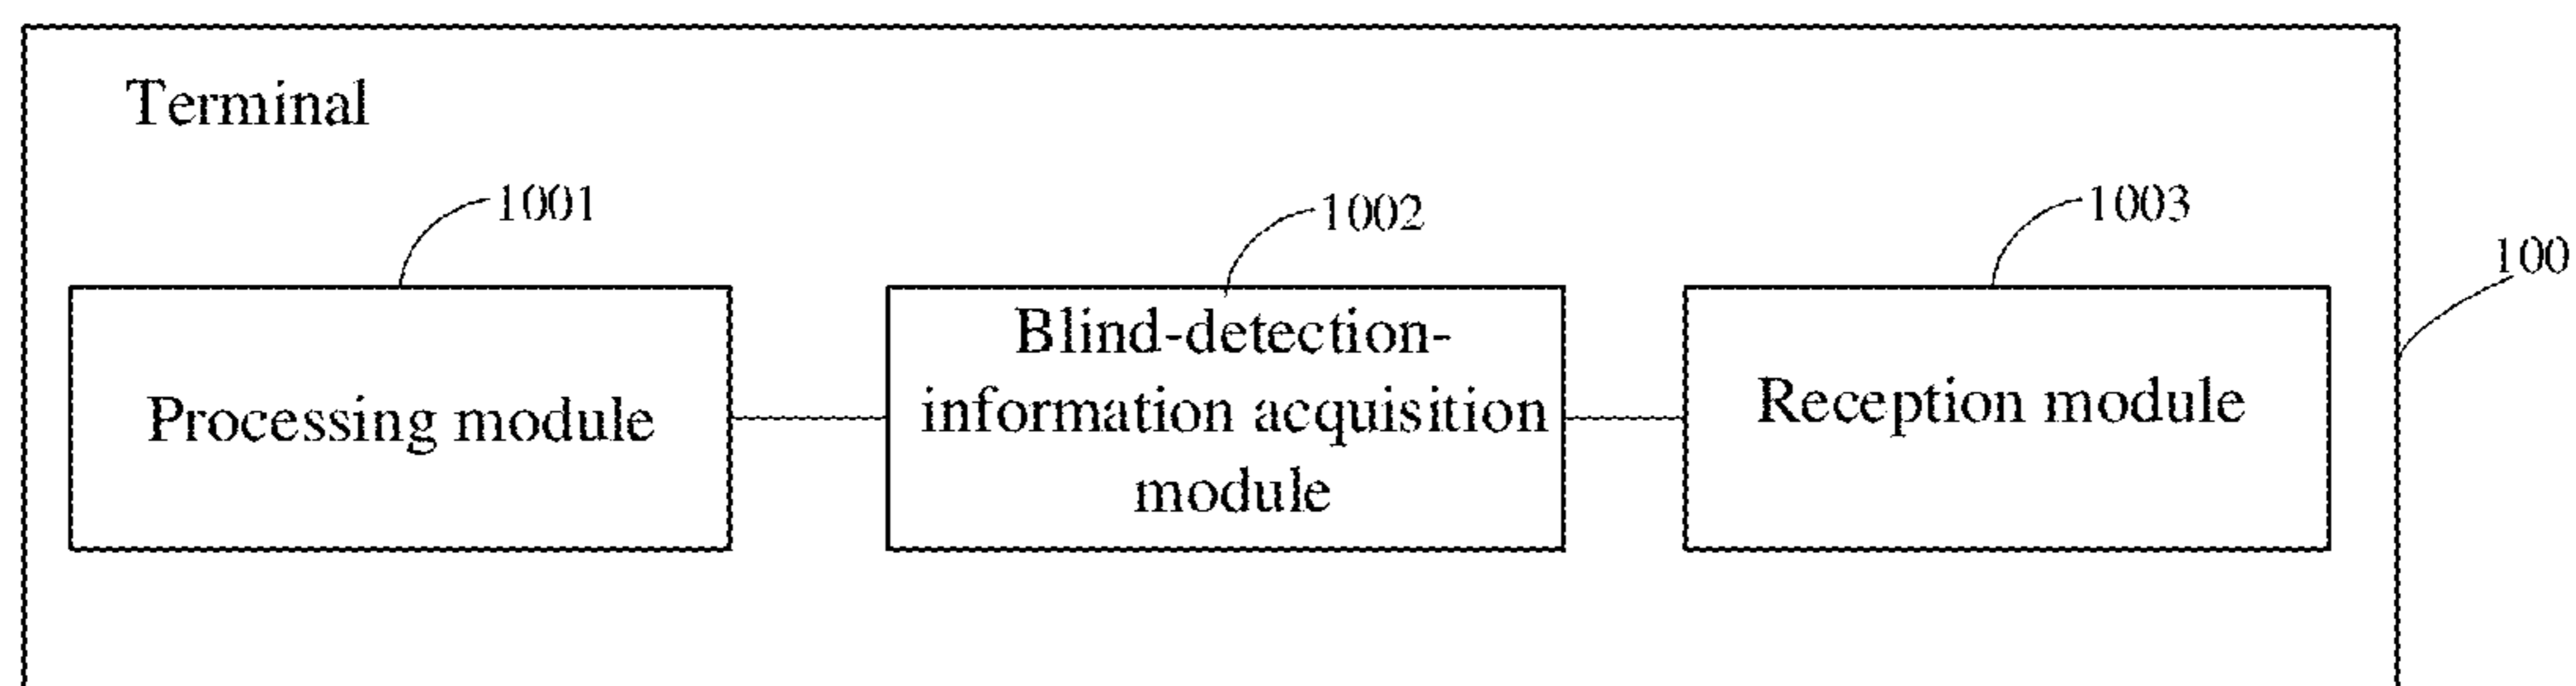 Terminal
1001
1002
1003
100
Processing module
Blind-detection-
information acquisition
module
Reception module